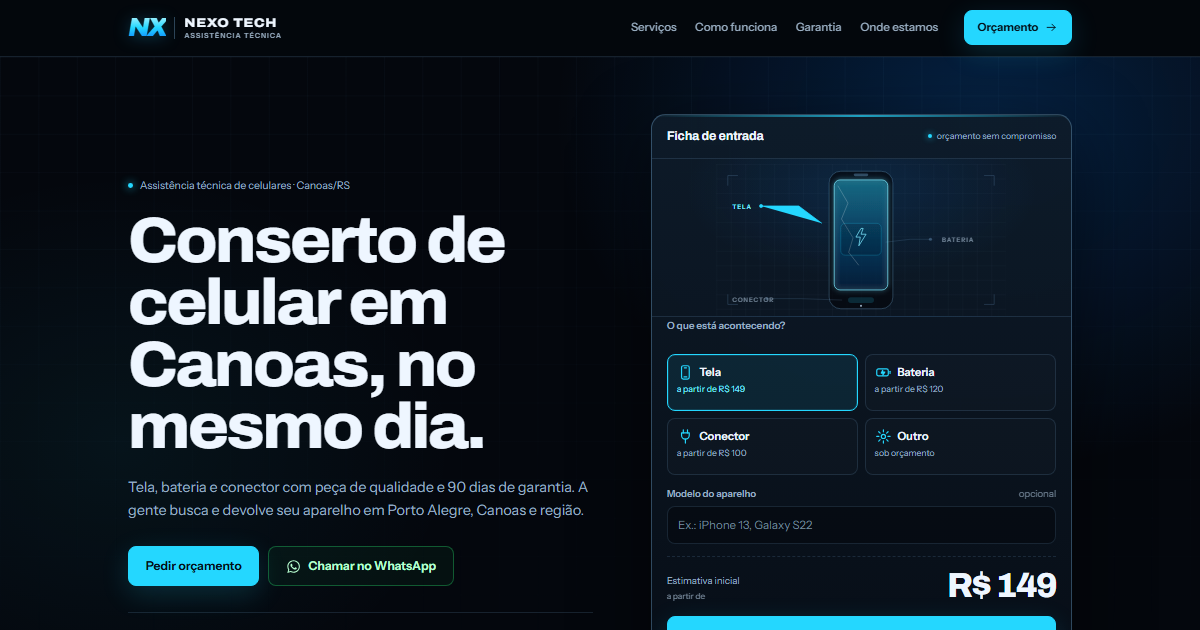 NX NEXO TECH
ASSISTÊNCIA TÉCNICA
Serviços Como funciona Garantia Onde estamos Orçamento →
Assistência técnica de celulares · Canoas/RS
Conserto de
celular em
Canoas, no
mesmo dia.
Tela, bateria e conector com peça de qualidade e 90 dias de garantia. A
gente busca e devolve seu aparelho em Porto Alegre, Canoas e região.
Pedir orçamento
Chamar no WhatsApp
Ficha de entrada
orçamento sem compromisso
TELA
BATERIA
CONECTOR
O que está acontecendo?
Tela
a partir de R$ 149
Bateria
a partir de R$ 120
Conector
a partir de R$ 100
Outro
sob orçamento
Modelo do aparelho
opcional
Ex.: iPhone 13, Galaxy S22
Estimativa inicial
a partir de
R$ 149